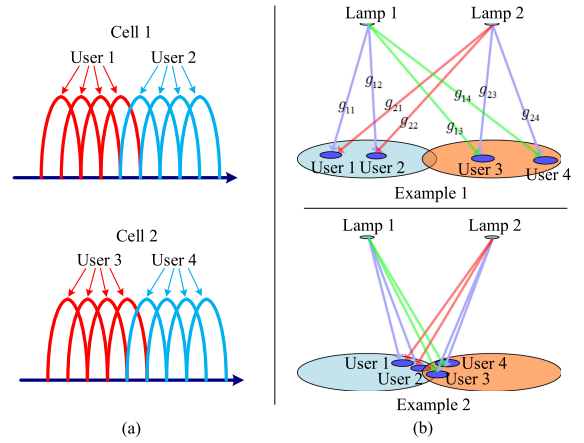 Cell 1
User 1 User 2
Cell 2
User 3 User 4
(a)
Lamp 1 Lamp 2
g11 g12 g21 g22 g14 g13 g23 g24
User 1 User 2 User 3 User 4
Example 1
Lamp 1 Lamp 2
User 1 User 4
User 2 User 3
Example 2
(b)